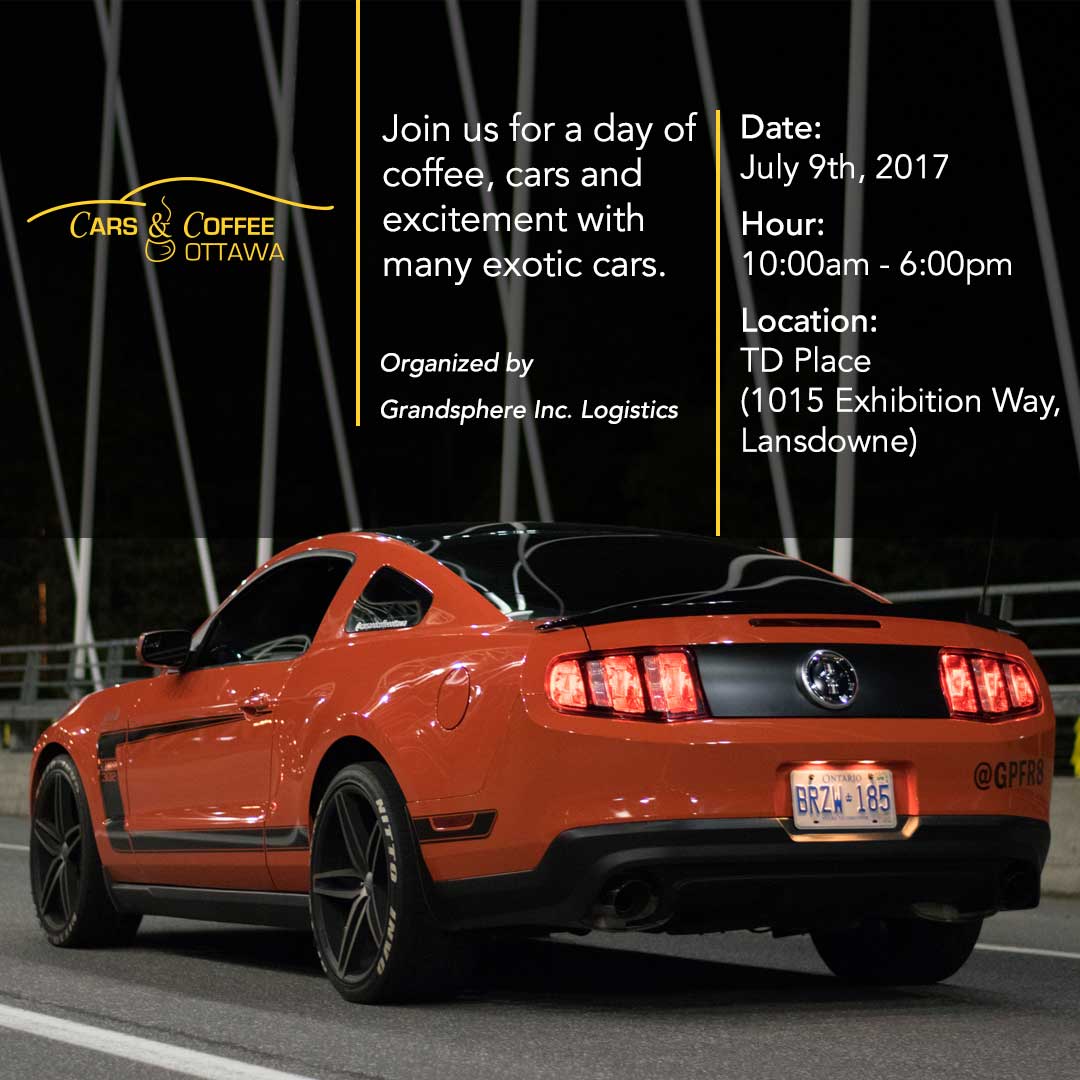 CARS & COFFEE
OTTAWA
Join us for a day of
coffee, cars and
excitement with
many exotic cars.
Organized by
Grandsphere Inc. Logistics
Date:
July 9th, 2017
Hour:
10:00am - 6:00pm
Location:
TD Place
(1015 Exhibition Way,
Lansdowne)
@carsandcoffeeottawa
302
@GPFR8
ONTARIO
BRZW 185
NITTO INVO